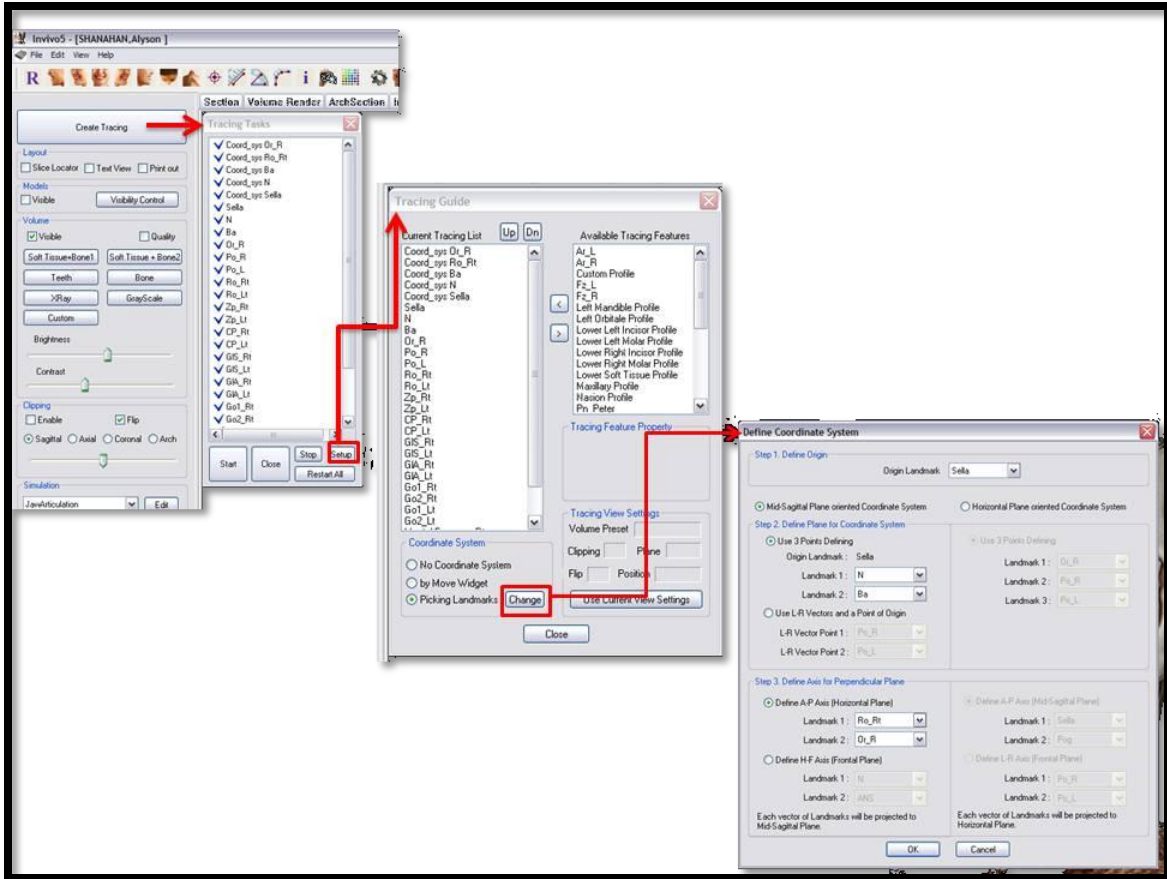 Invivo5 - [SHANAHAN,Alyson ]
File Edit View Help
R
i
Section Volume Render ArchSection
Create Tracing
Layout
Slice Locator Text View Print out
Models
Visible Visibility Control
Volume
Visible Quality
Soft Tissue+Bone1 Soft Tissue + Bone2
Teeth Bone
XRay GrayScale
Custom
Brightness
Contrast
Clipping
Enable Flip
Sagittal Axial Coronal Arch
Simulation
JawArticulation Edit
Tracing Tasks
Coord_sys Or_R
Coord_sys Ro_Rt
Coord_sys Ba
Coord_sys N
Coord_sys Sella
Sella
N
Ba
Or_R
Po_R
Po_L
Ro_Rt
Ro_Lt
Zp_Rt
Zp_Lt
CP_Rt
CP_Lt
GIS_Rt
GIS_Lt
GIA_Rt
GIA_Lt
Go1_Rt
Go2_Rt
Start Close Stop Setup
Restart All
Tracing Guide
Current Tracing List Up Dn
Coord_sys Or_R
Coord_sys Ro_Rt
Coord_sys Ba
Coord_sys N
Coord_sys Sella
Sella
N
Ba
Or_R
Po_R
Po_L
Ro_Rt
Ro_Lt
Zp_Rt
Zp_Lt
CP_Rt
CP_Lt
GIS_Rt
GIS_Lt
GIA_Rt
GIA_Lt
Go1_Rt
Go2_Rt
Go1_Lt
Go2_Lt
Available Tracing Features
Ar_L
Ar_R
Custom Profile
Fz_L
Fz_R
Left Mandible Profile
Left Orbitale Profile
Lower Left Incisor Profile
Lower Left Molar Profile
Lower Right Incisor Profile
Lower Right Molar Profile
Lower Soft Tissue Profile
Maxillary Profile
Nasion Profile
Pn_Peter
<
>
Tracing Feature Property
Tracing View Settings
Volume Preset
Clipping Plane
Flip Position
Use Current View Settings
Coordinate System
No Coordinate System
by Move Widget
Picking Landmarks Change
Close
Define Coordinate System
Step 1. Define Origin
Origin Landmark Sella
Mid-Sagittal Plane oriented Coordinate System
Horizontal Plane oriented Coordinate System
Step 2. Define Plane for Coordinate System
Use 3 Points Defining
Origin Landmark : Sella
Landmark 1 : N
Landmark 2 : Ba
Use L-R Vectors and a Point of Origin
L-R Vector Point 1 : Po_R
L-R Vector Point 2 : Po_L
Use 3 Points Defining
Landmark 1 : Or_R
Landmark 2 : Po_R
Landmark 3 : Po_L
Step 3. Define Axis for Perpendicular Plane
Define A-P Axis (Horizontal Plane)
Landmark 1 : Ro_Rt
Landmark 2 : Or_R
Define H-F Axis (Frontal Plane)
Landmark 1 : N
Landmark 2 : ANS
Each vector of Landmarks will be projected to
Mid-Sagittal Plane.
Define A-P Axis (Mid-Sagittal Plane)
Landmark 1 : Sella
Landmark 2 : Pog
Define L-R Axis (Frontal Plane)
Landmark 1 : Po_R
Landmark 2 : Po_L
Each vector of Landmarks will be projected to
Horizontal Plane.
OK Cancel